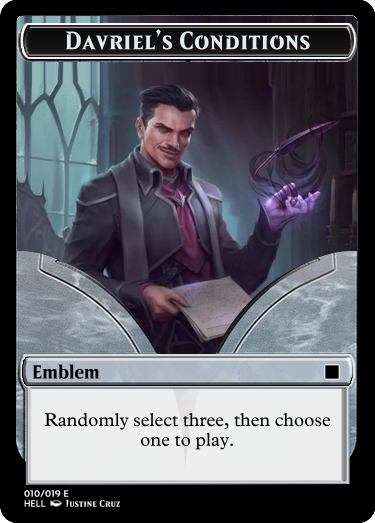 Davriel's Conditions
Emblem
Randomly select three, then choose
one to play.
010/019 E
HELL Justine Cruz